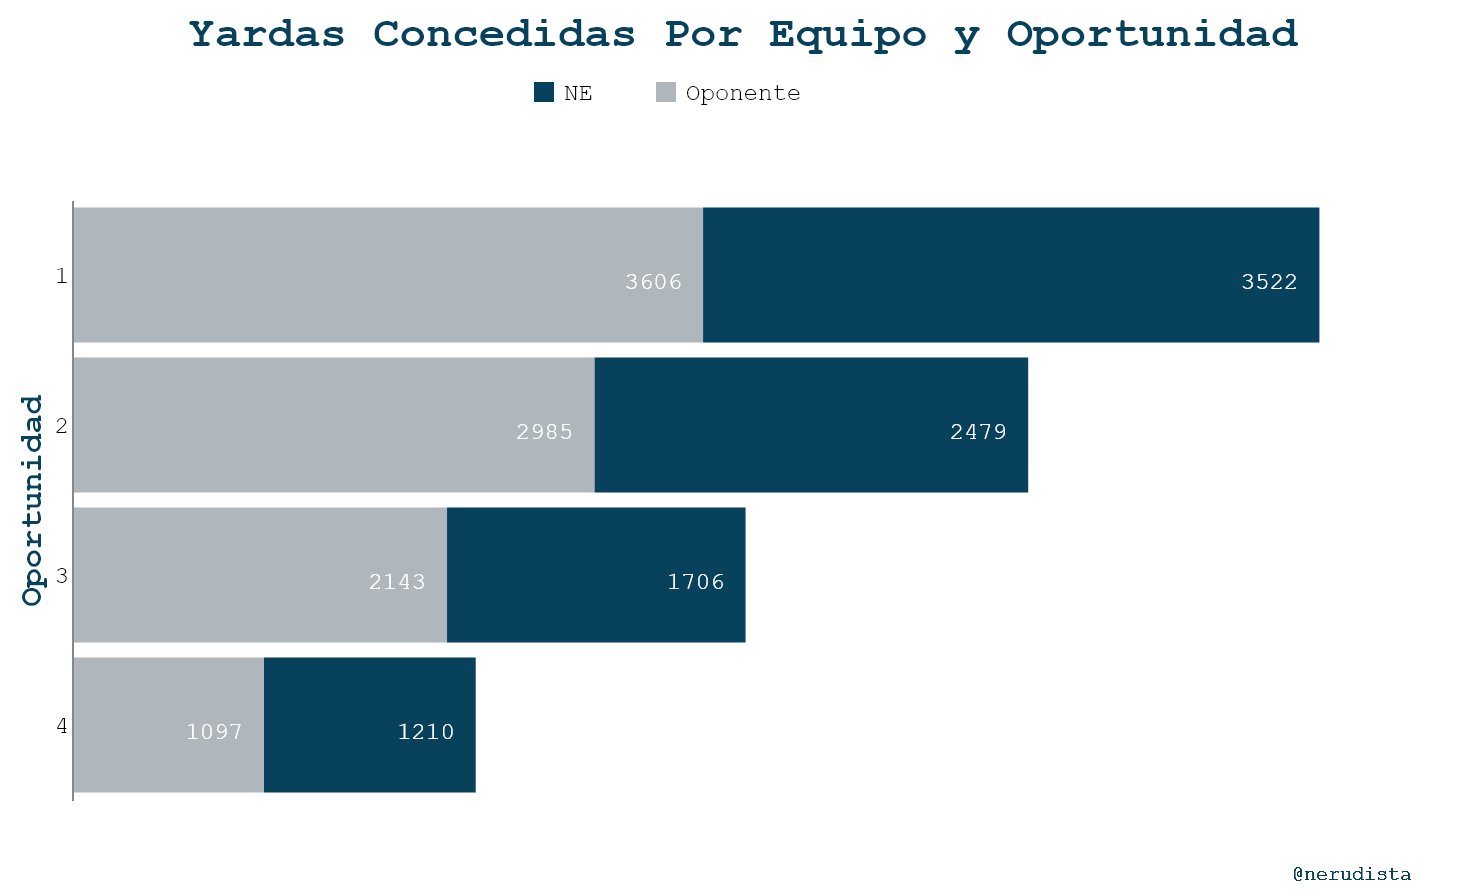 Yardas Concedidas Por Equipo y Oportunidad
NE
Oponente
Oportunidad
1
3606
3522
2
2985
2479
3
2143
1706
4
1097
1210
@nerudista